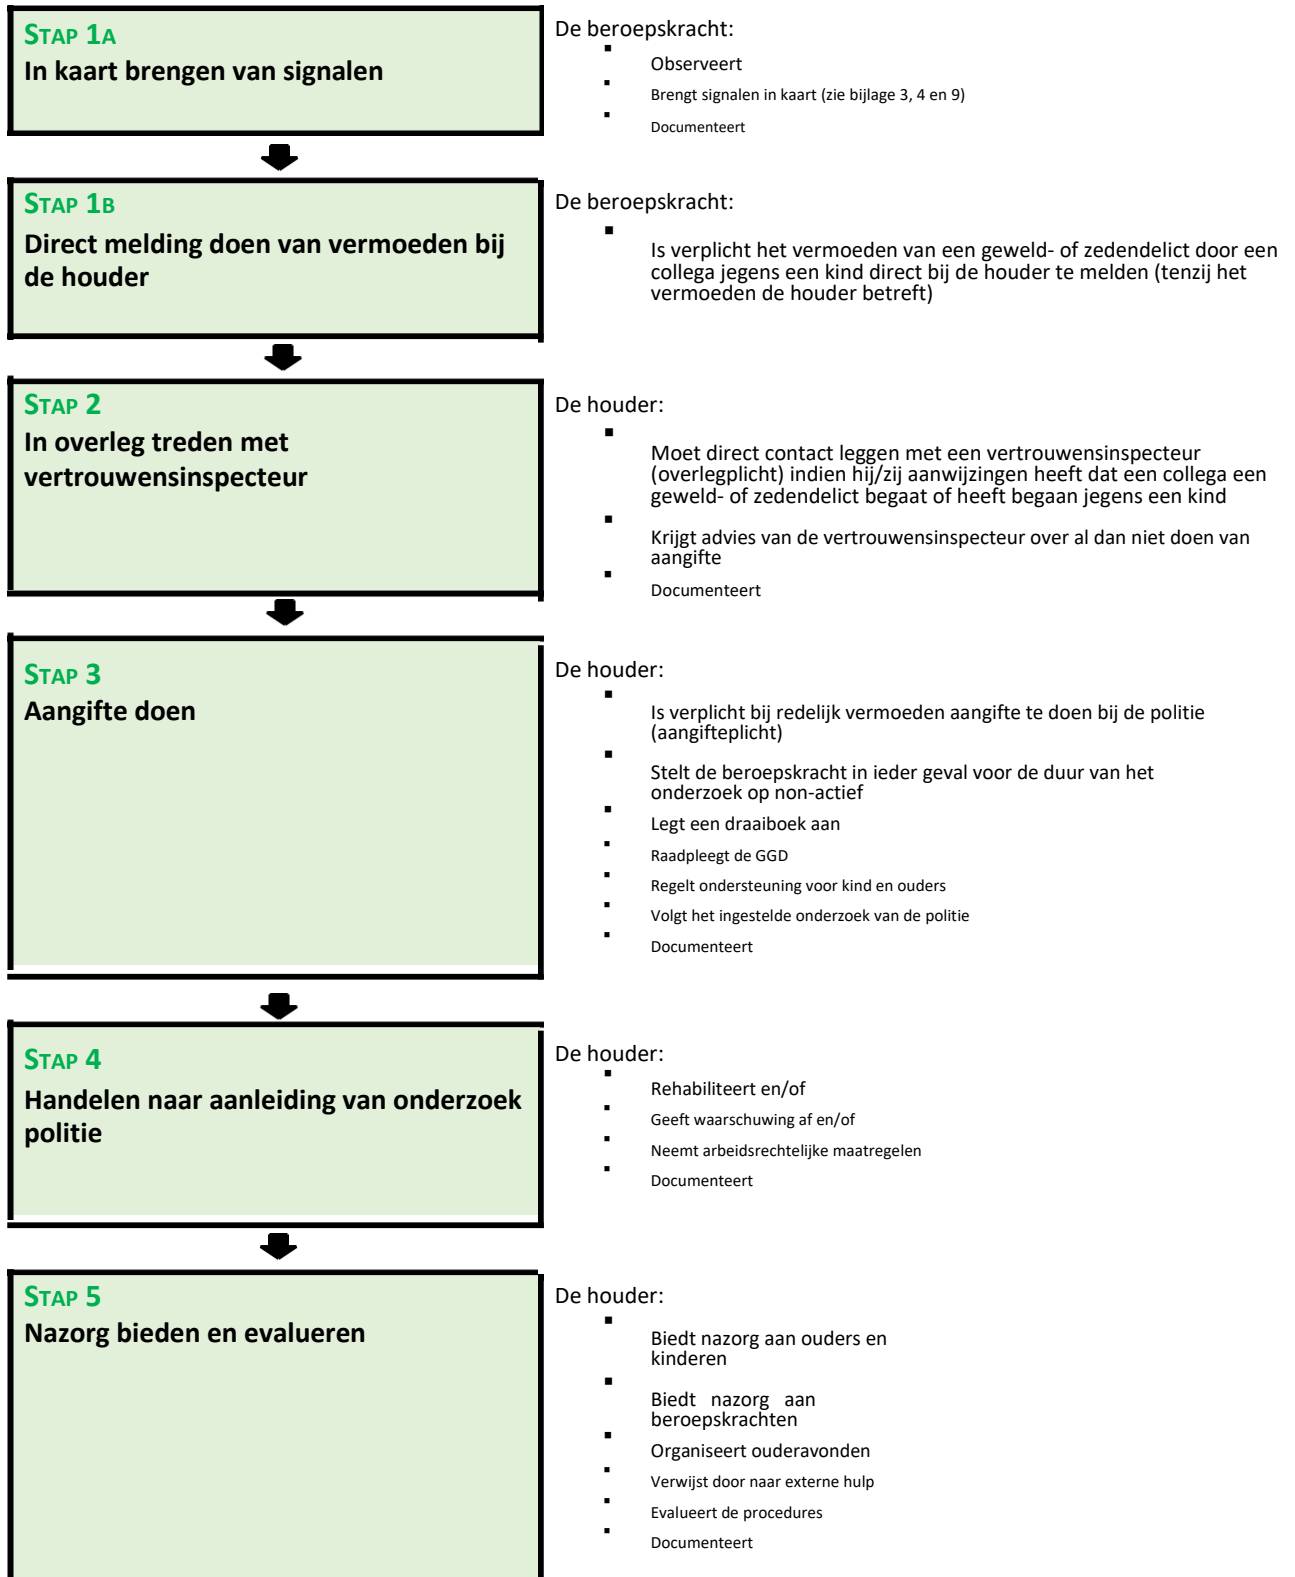 STAP 1A
In kaart brengen van signalen
De beroepskracht:
▪ Observeert
▪ Brengt signalen in kaart (zie bijlage 3, 4 en 9)
▪ Documenteert
STAP 1B
Direct melding doen van vermoeden bij
de houder
De beroepskracht:
▪ Is verplicht het vermoeden van een geweld- of zedendelict door een
collega jegens een kind direct bij de houder te melden (tenzij het
vermoeden de houder betreft)
STAP 2
In overleg treden met
vertrouwensinspecteur
De houder:
▪ Moet direct contact leggen met een vertrouwensinspecteur
(overlegplicht) indien hij/zij aanwijzingen heeft dat een collega een
geweld- of zedendelict begaat of heeft begaan jegens een kind
▪ Krijgt advies van de vertrouwensinspecteur over al dan niet doen van
aangifte
▪ Documenteert
STAP 3
Aangifte doen
De houder:
▪ Is verplicht bij redelijk vermoeden aangifte te doen bij de politie
(aangifteplicht)
▪ Stelt de beroepskracht in ieder geval voor de duur van het
onderzoek op non-actief
▪ Legt een draaiboek aan
▪ Raadpleegt de GGD
▪ Regelt ondersteuning voor kind en ouders
▪ Volgt het ingestelde onderzoek van de politie
▪ Documenteert
STAP 4
Handelen naar aanleiding van onderzoek
politie
De houder:
▪ Rehabiliteert en/of
▪ Geeft waarschuwing af en/of
▪ Neemt arbeidsrechtelijke maatregelen
▪ Documenteert
STAP 5
Nazorg bieden en evalueren
De houder:
▪ Biedt nazorg aan ouders en
kinderen
▪ Biedt nazorg aan
beroepskrachten
▪ Organiseert ouderavonden
▪ Verwijst door naar externe hulp
▪ Evalueert de procedures
▪ Documenteert